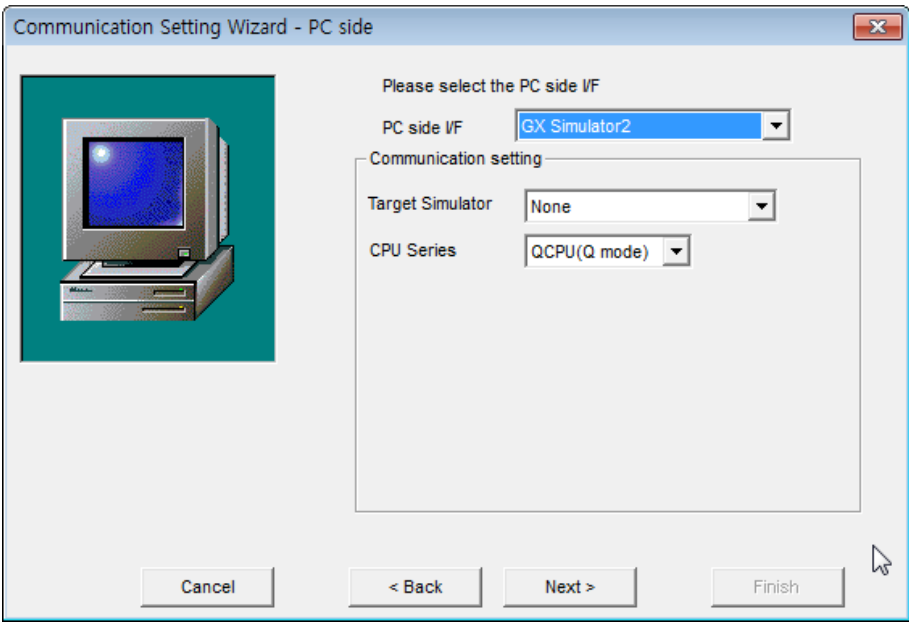 Communication Setting Wizard - PC side
Please select the PC side I/F
PC side I/F GX Simulator2
Communication setting
Target Simulator None
CPU Series QCPU(Q mode)
Cancel < Back Next > Finish